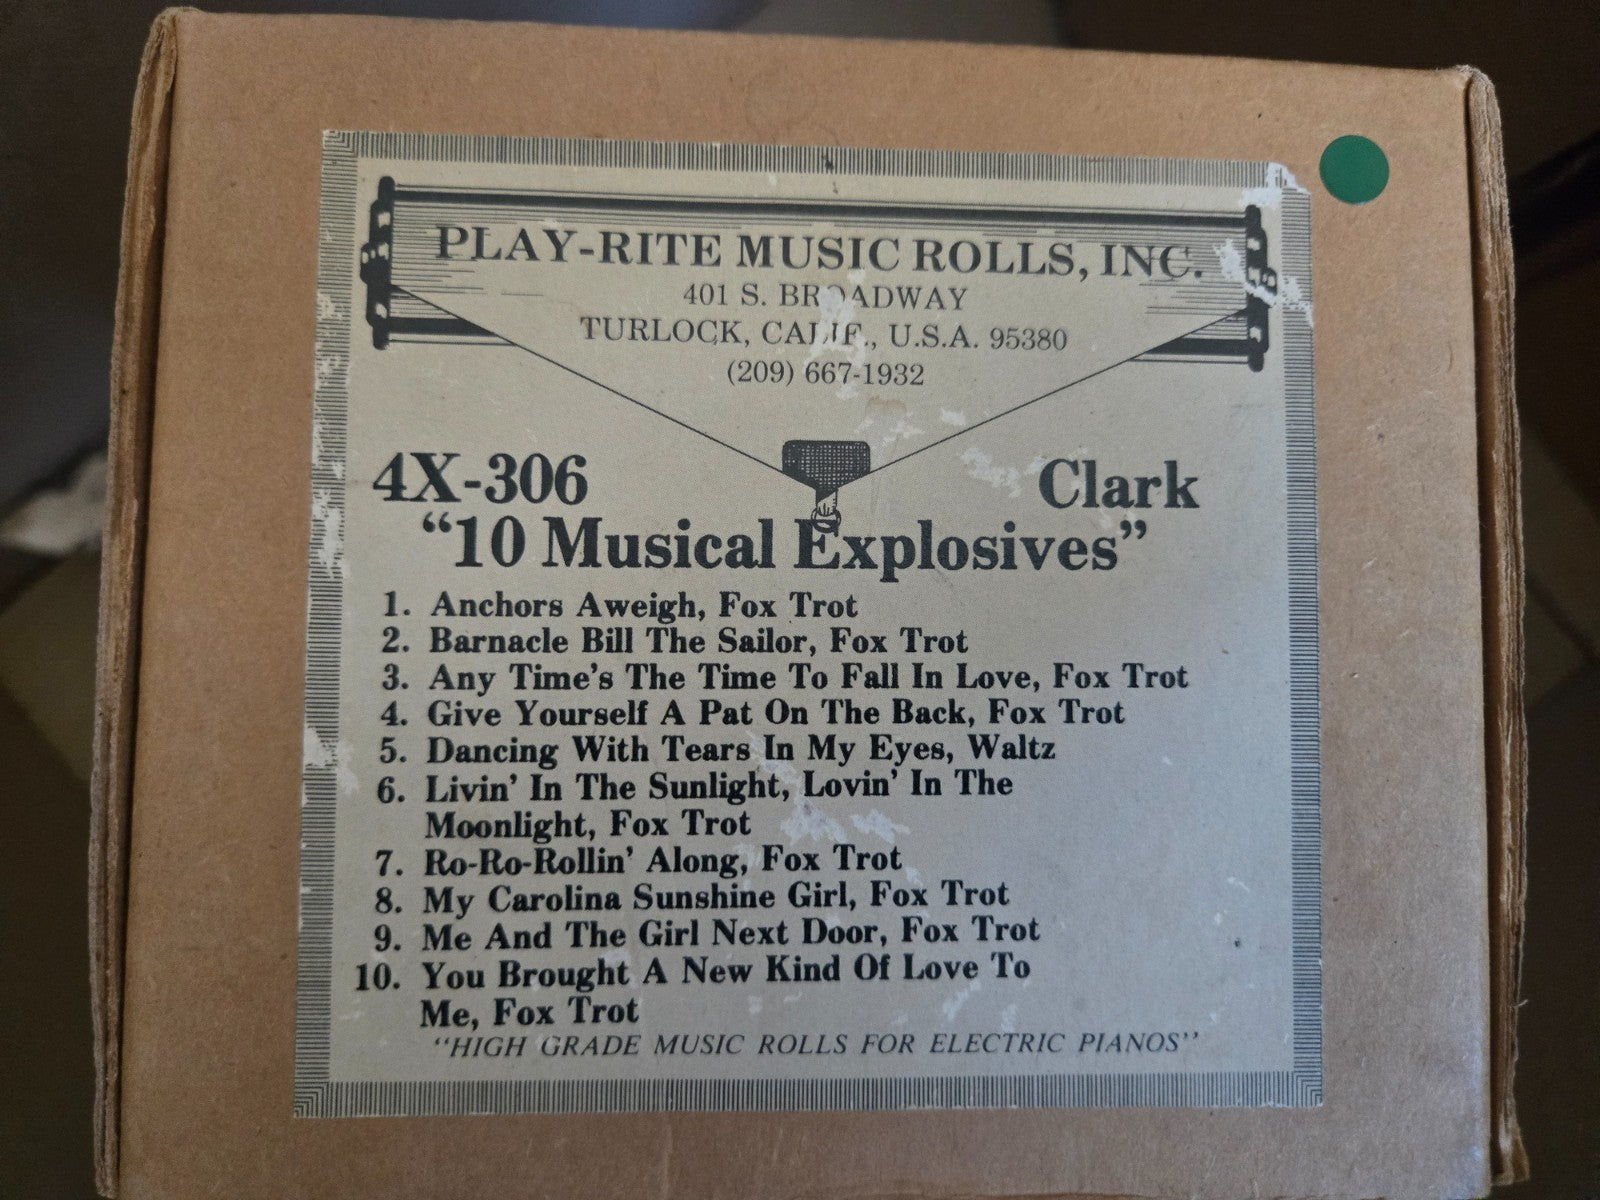 PLAY-RITE MUSIC ROLLS, INC.
401 S. BROADWAY
TURLOCK, CALIF., U.S.A. 95380
(209) 667-1932
4X-306 Clark
“10 Musical Explosives”
1. Anchors Aweigh, Fox Trot
2. Barnacle Bill The Sailor, Fox Trot
3. Any Time's The Time To Fall In Love, Fox Trot
4. Give Yourself A Pat On The Back, Fox Trot
5. Dancing With Tears In My Eyes, Waltz
6. Livin' In The Sunlight, Lovin' In The
Moonlight, Fox Trot
7. Ro-Ro-Rollin' Along, Fox Trot
8. My Carolina Sunshine Girl, Fox Trot
9. Me And The Girl Next Door, Fox Trot
10. You Brought A New Kind Of Love To
Me, Fox Trot
"HIGH GRADE MUSIC ROLLS FOR ELECTRIC PIANOS"